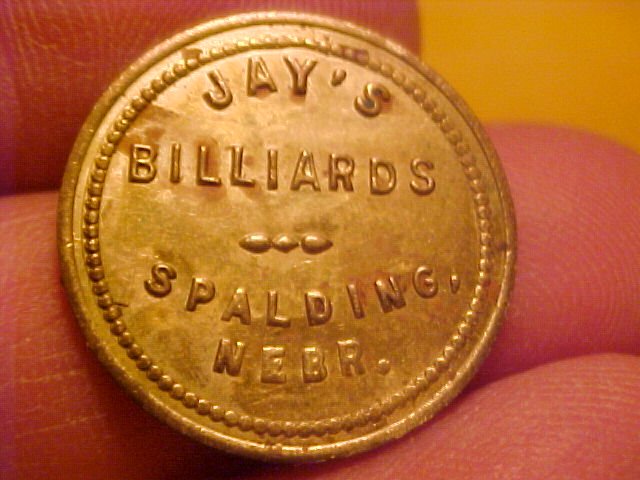 JAY'S
BILLIARDS
SPALDING,
NEBR.